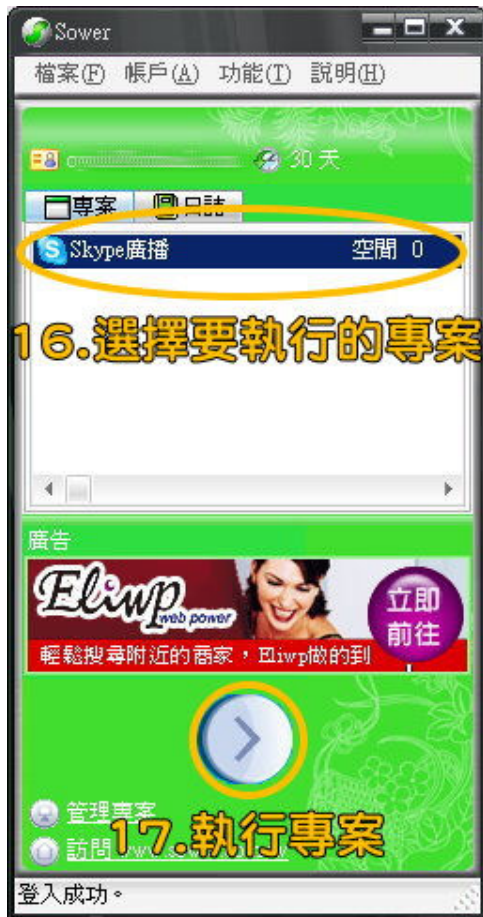 Sower
檔案(F) 帳戶(A) 功能(T) 說明(H)
30 天
專案 日誌
Skype廣播 空閒 0
16.選擇要執行的專案
廣告
Eliwp web power
立即
前往
輕鬆搜尋附近的商家，Eliwp做的到
管理專案
17.執行專案
訪問
登入成功。